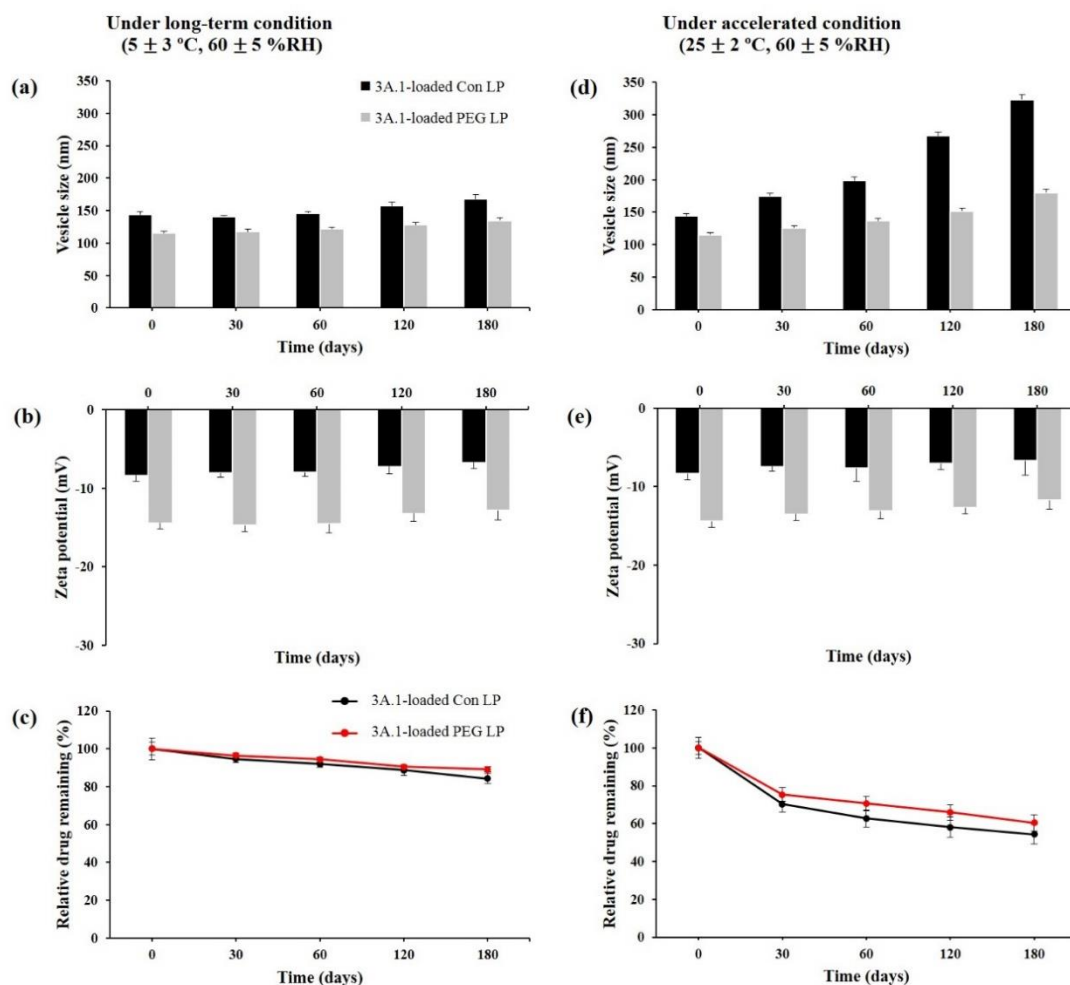 Under long-term condition
(5 ± 3 ºC, 60 ± 5 %RH)
Under accelerated condition
(25 ± 2 ºC, 60 ± 5 %RH)
(a)
350
300
250
200
150
100
50
0
Vesicle size (nm)
3A.1-loaded Con LP
3A.1-loaded PEG LP
0 30 60 120 180
Time (days)
(d)
350
300
250
200
150
100
50
0
Vesicle size (nm)
0 30 60 120 180
Time (days)
(b)
0 30 60 120 180
0
-10
-20
-30
Zeta potential (mV)
Time (days)
(e)
0 30 60 120 180
0
-10
-20
-30
Zeta potential (mV)
Time (days)
(c)
120
100
80
60
40
20
0
Relative drug remaining (%)
3A.1-loaded Con LP
3A.1-loaded PEG LP
0 30 60 120 180
Time (days)
(f)
120
100
80
60
40
20
0
Relative drug remaining (%)
0 30 60 120 180
Time (days)